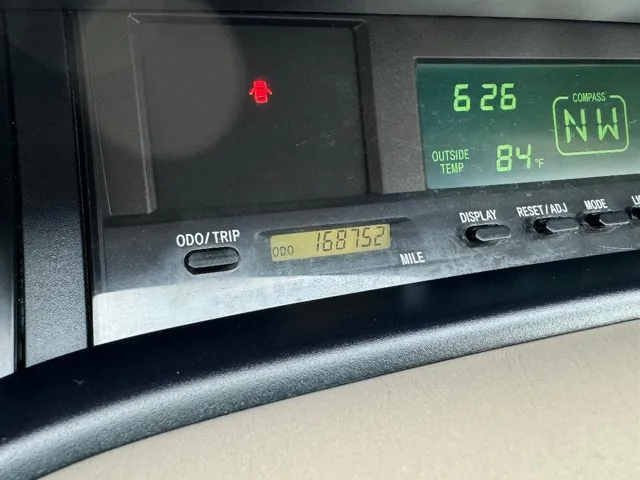 6 26
COMPASS
NW
OUTSIDE
TEMP
84°F
DISPLAY
RESET/ADJ
MODE
ODO/TRIP
ODO 168752
MILE